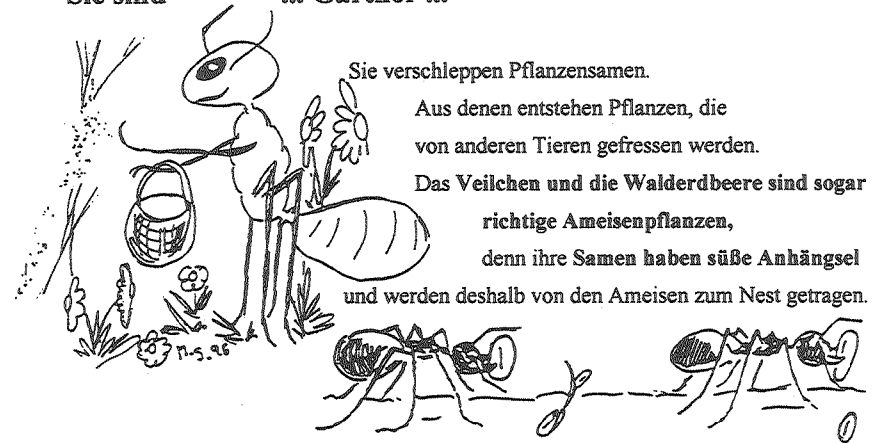 Sie sind ... Gärtner ...
Sie verschleppen Pflanzensamen.
Aus denen entstehen Pflanzen, die
von anderen Tieren gefressen werden.
Das Veilchen und die Walderdbeere sind sogar
richtige Ameisenpflanzen,
denn ihre Samen haben süße Anhängsel
und werden deshalb von den Ameisen zum Nest getragen.
M.S. 96